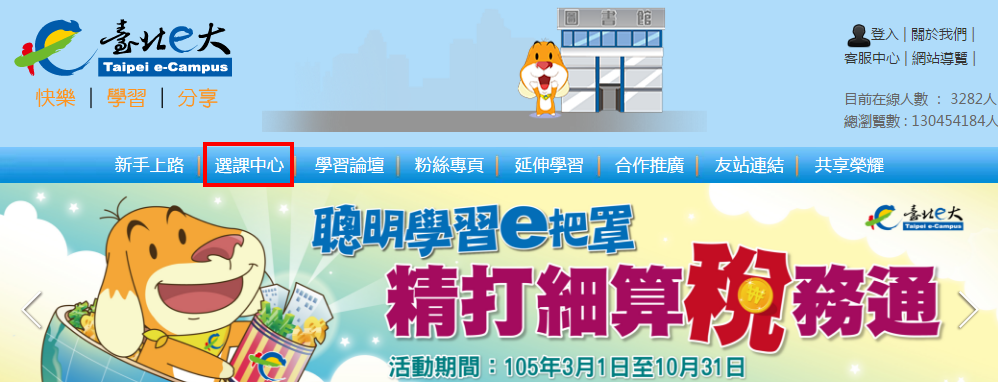 臺北e大
Taipei e-Campus
快樂 | 學習 | 分享
圖書館
登入 | 關於我們 |
客服中心 | 網站導覽 |
目前在線人數 : 3282人
總瀏覽數 : 130454184人
新手上路 | 選課中心 | 學習論壇 | 粉絲專頁 | 延伸學習 | 合作推廣 | 友站連結 | 共享榮耀
聰明學習e把罩
臺北e大
Taipei e-Campus
精打細算稅務通
活動期間：105年3月1日至10月31日